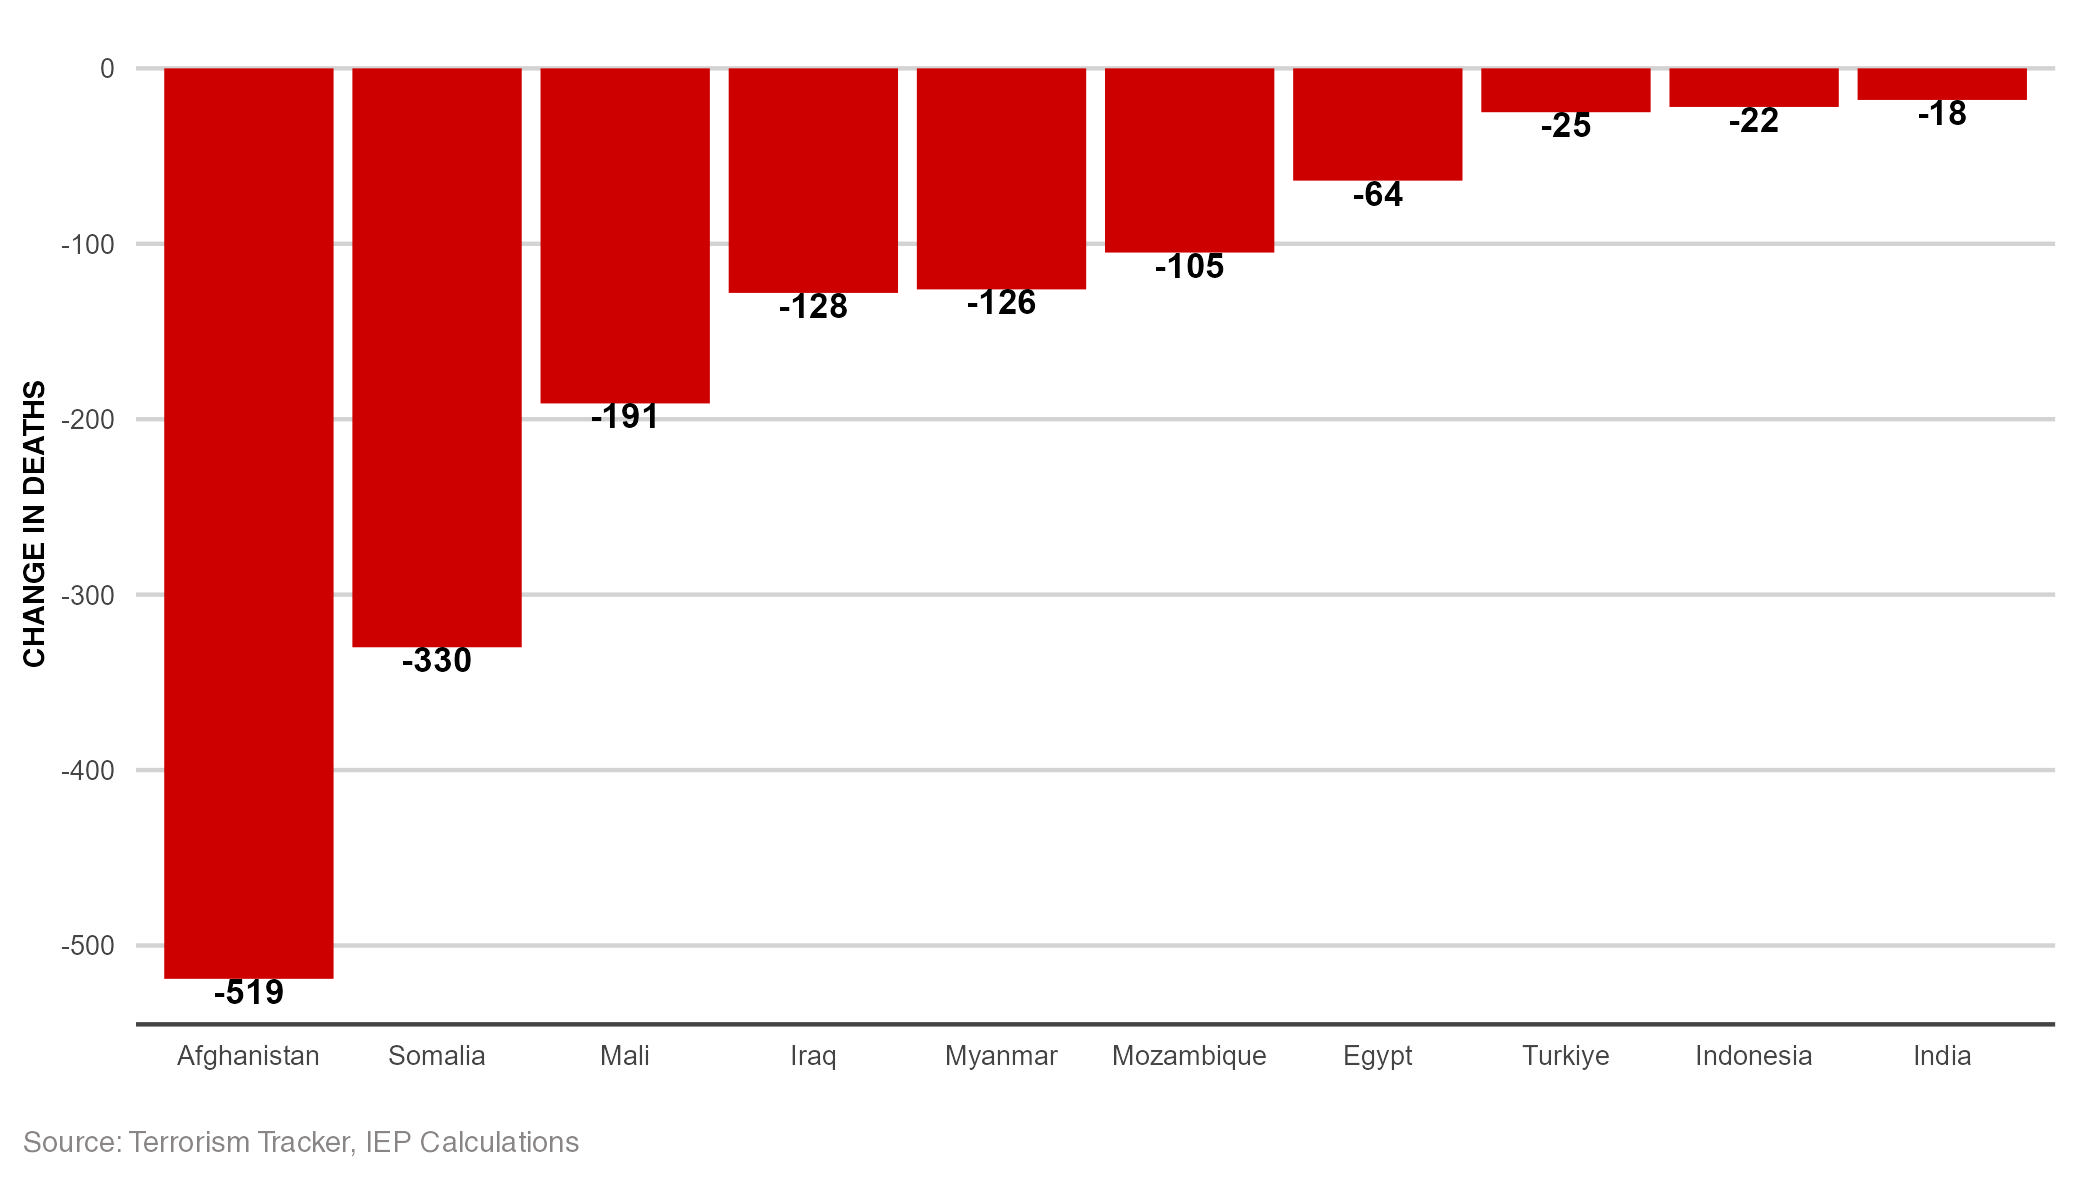 0
-100
-200
-300
-400
-500
CHANGE IN DEATHS
-519
-330
-191
-128
-126
-105
-64
-25
-22
-18
Afghanistan
Somalia
Mali
Iraq
Myanmar
Mozambique
Egypt
Turkiye
Indonesia
India
Source: Terrorism Tracker, IEP Calculations